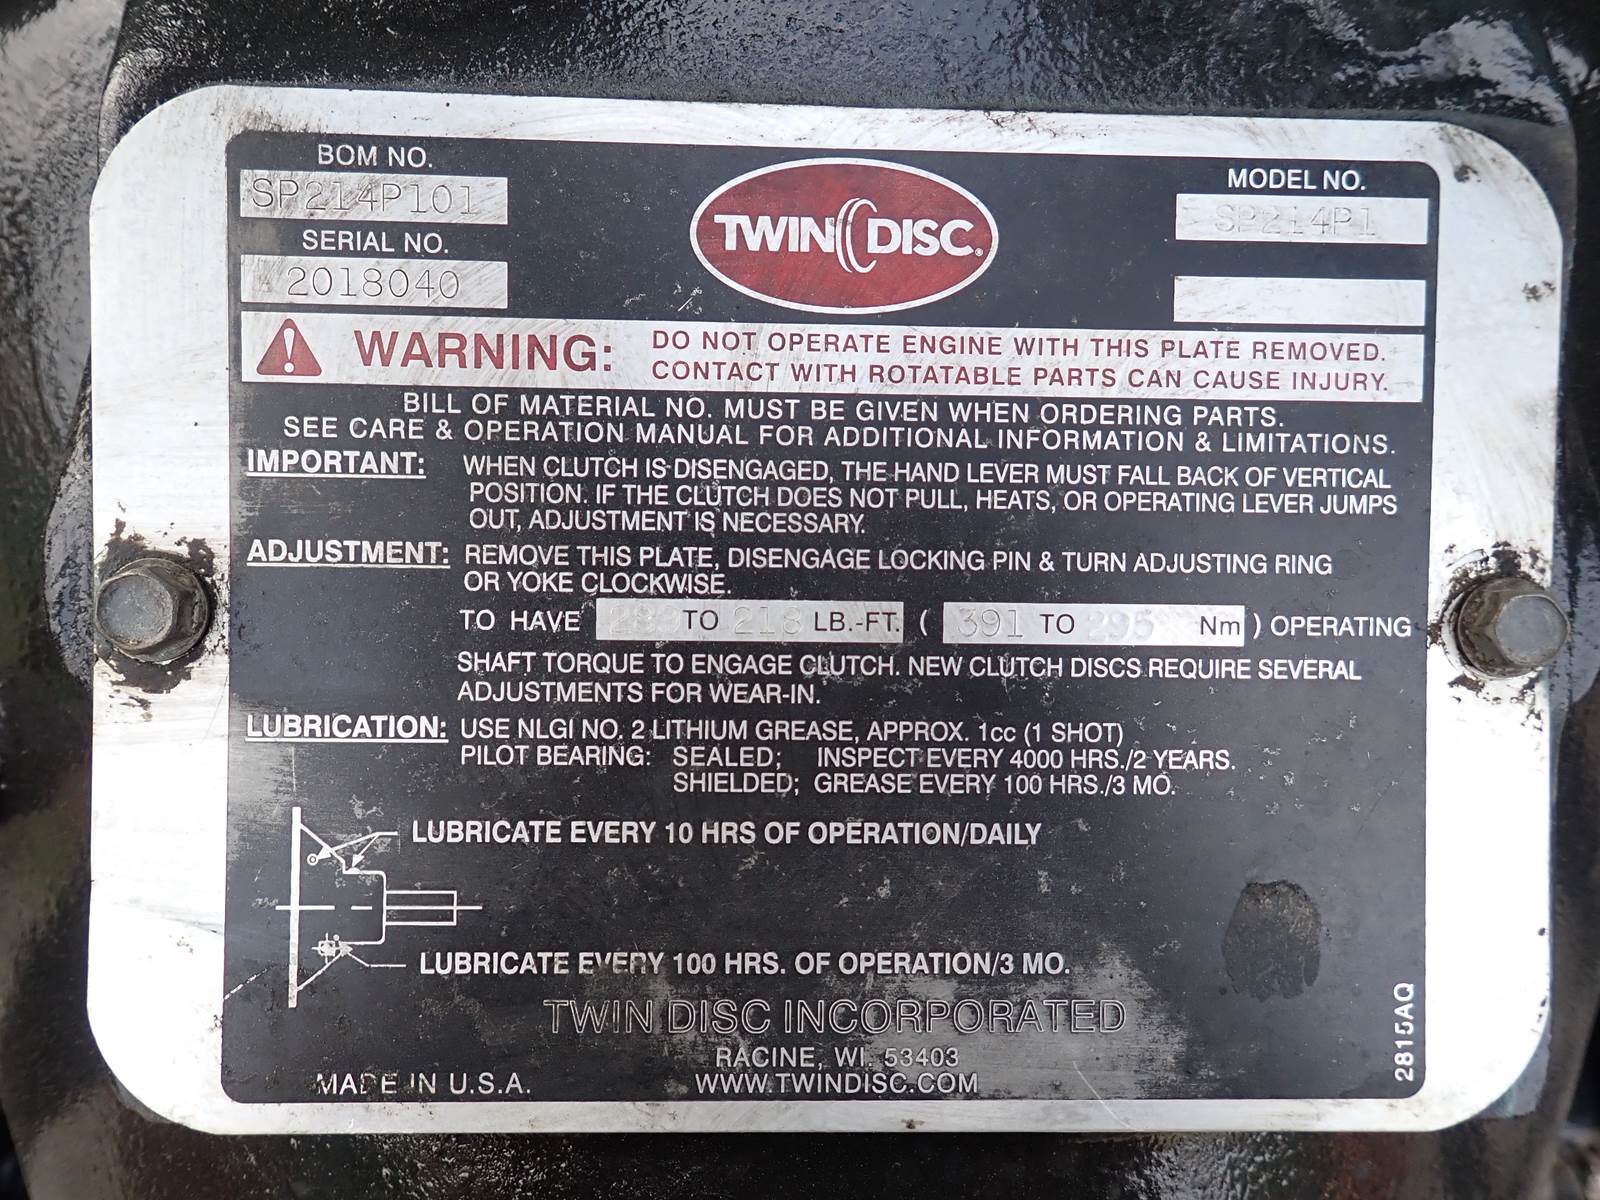 BOM NO.
SP214P101
SERIAL NO.
2018040
TWIN DISC
MODEL NO.
SP214P1
WARNING: DO NOT OPERATE ENGINE WITH THIS PLATE REMOVED.
CONTACT WITH ROTATABLE PARTS CAN CAUSE INJURY.
BILL OF MATERIAL NO. MUST BE GIVEN WHEN ORDERING PARTS.
SEE CARE & OPERATION MANUAL FOR ADDITIONAL INFORMATION & LIMITATIONS.
IMPORTANT: WHEN CLUTCH IS DISENGAGED, THE HAND LEVER MUST FALL BACK OF VERTICAL
POSITION. IF THE CLUTCH DOES NOT PULL, HEATS, OR OPERATING LEVER JUMPS
OUT, ADJUSTMENT IS NECESSARY.
ADJUSTMENT: REMOVE THIS PLATE, DISENGAGE LOCKING PIN & TURN ADJUSTING RING
OR YOKE CLOCKWISE.
TO HAVE TO 218 LB.-FT. ( 391 TO 295 Nm ) OPERATING
SHAFT TORQUE TO ENGAGE CLUTCH. NEW CLUTCH DISCS REQUIRE SEVERAL
ADJUSTMENTS FOR WEAR-IN.
LUBRICATION: USE NLGI NO. 2 LITHIUM GREASE, APPROX. 1cc (1 SHOT)
PILOT BEARING: SEALED; INSPECT EVERY 4000 HRS./2 YEARS.
SHIELDED; GREASE EVERY 100 HRS./3 MO.
LUBRICATE EVERY 10 HRS OF OPERATION/DAILY
LUBRICATE EVERY 100 HRS. OF OPERATION/3 MO.
TWIN DISC INCORPORATED
RACINE, WI. 53403
MADE IN U.S.A. WWW.TWINDISC.COM
2815AQ